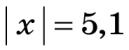 |x| = 5,1